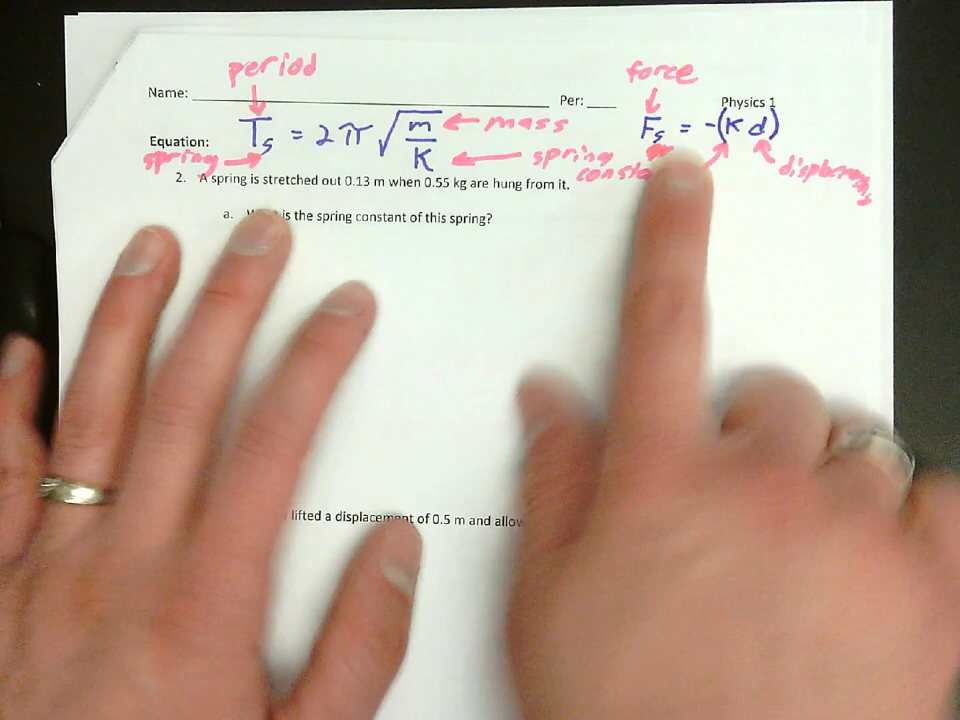 period force
Name: Per: Physics 1
Equation: Ts = 2π √(m/K) ← mass Fs = -(K d)
spring → ← spring
2. A spring is stretched out 0.13 m when 0.55 kg are hung from it.
a. is the spring constant of this spring?
lifted a displacement of 0.5 m and